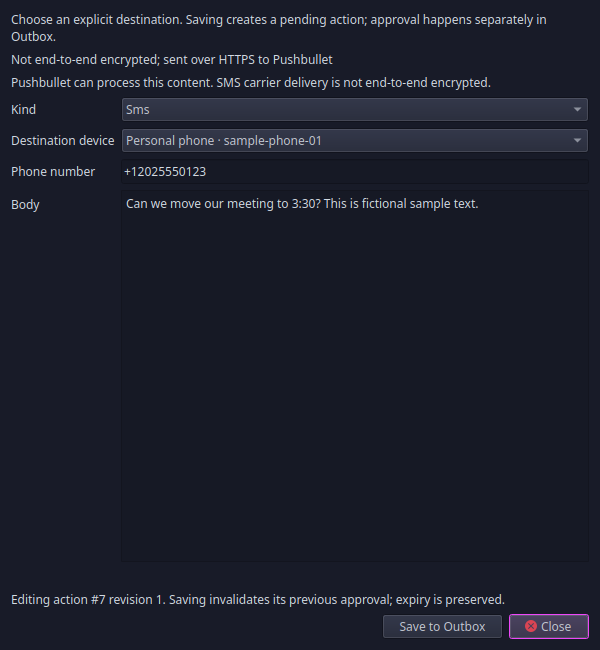 Choose an explicit destination. Saving creates a pending action; approval happens separately in
Outbox.
Not end-to-end encrypted; sent over HTTPS to Pushbullet
Pushbullet can process this content. SMS carrier delivery is not end-to-end encrypted.
Kind Sms
Destination device Personal phone · sample-phone-01
Phone number +12025550123
Body Can we move our meeting to 3:30? This is fictional sample text.
Editing action #7 revision 1. Saving invalidates its previous approval; expiry is preserved.
Save to Outbox Close